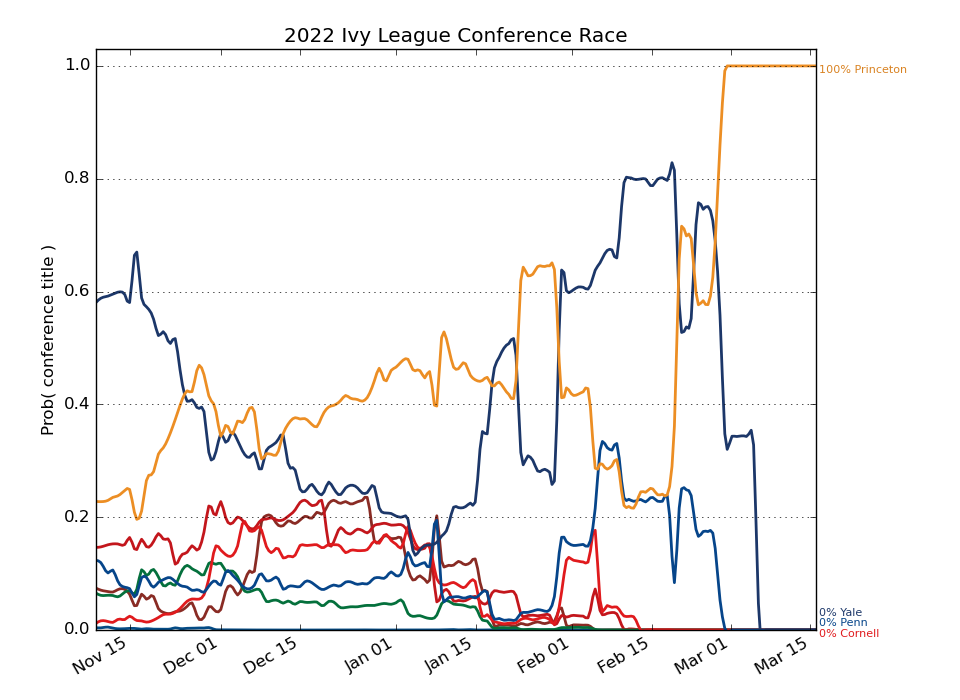 2022 Ivy League Conference Race
Prob( conference title )
1.0
0.8
0.6
0.4
0.2
0.0
Nov 15
Dec 01
Dec 15
Jan 01
Jan 15
Feb 01
Feb 15
Mar 01
Mar 15
100% Princeton
0% Yale
0% Penn
0% Cornell